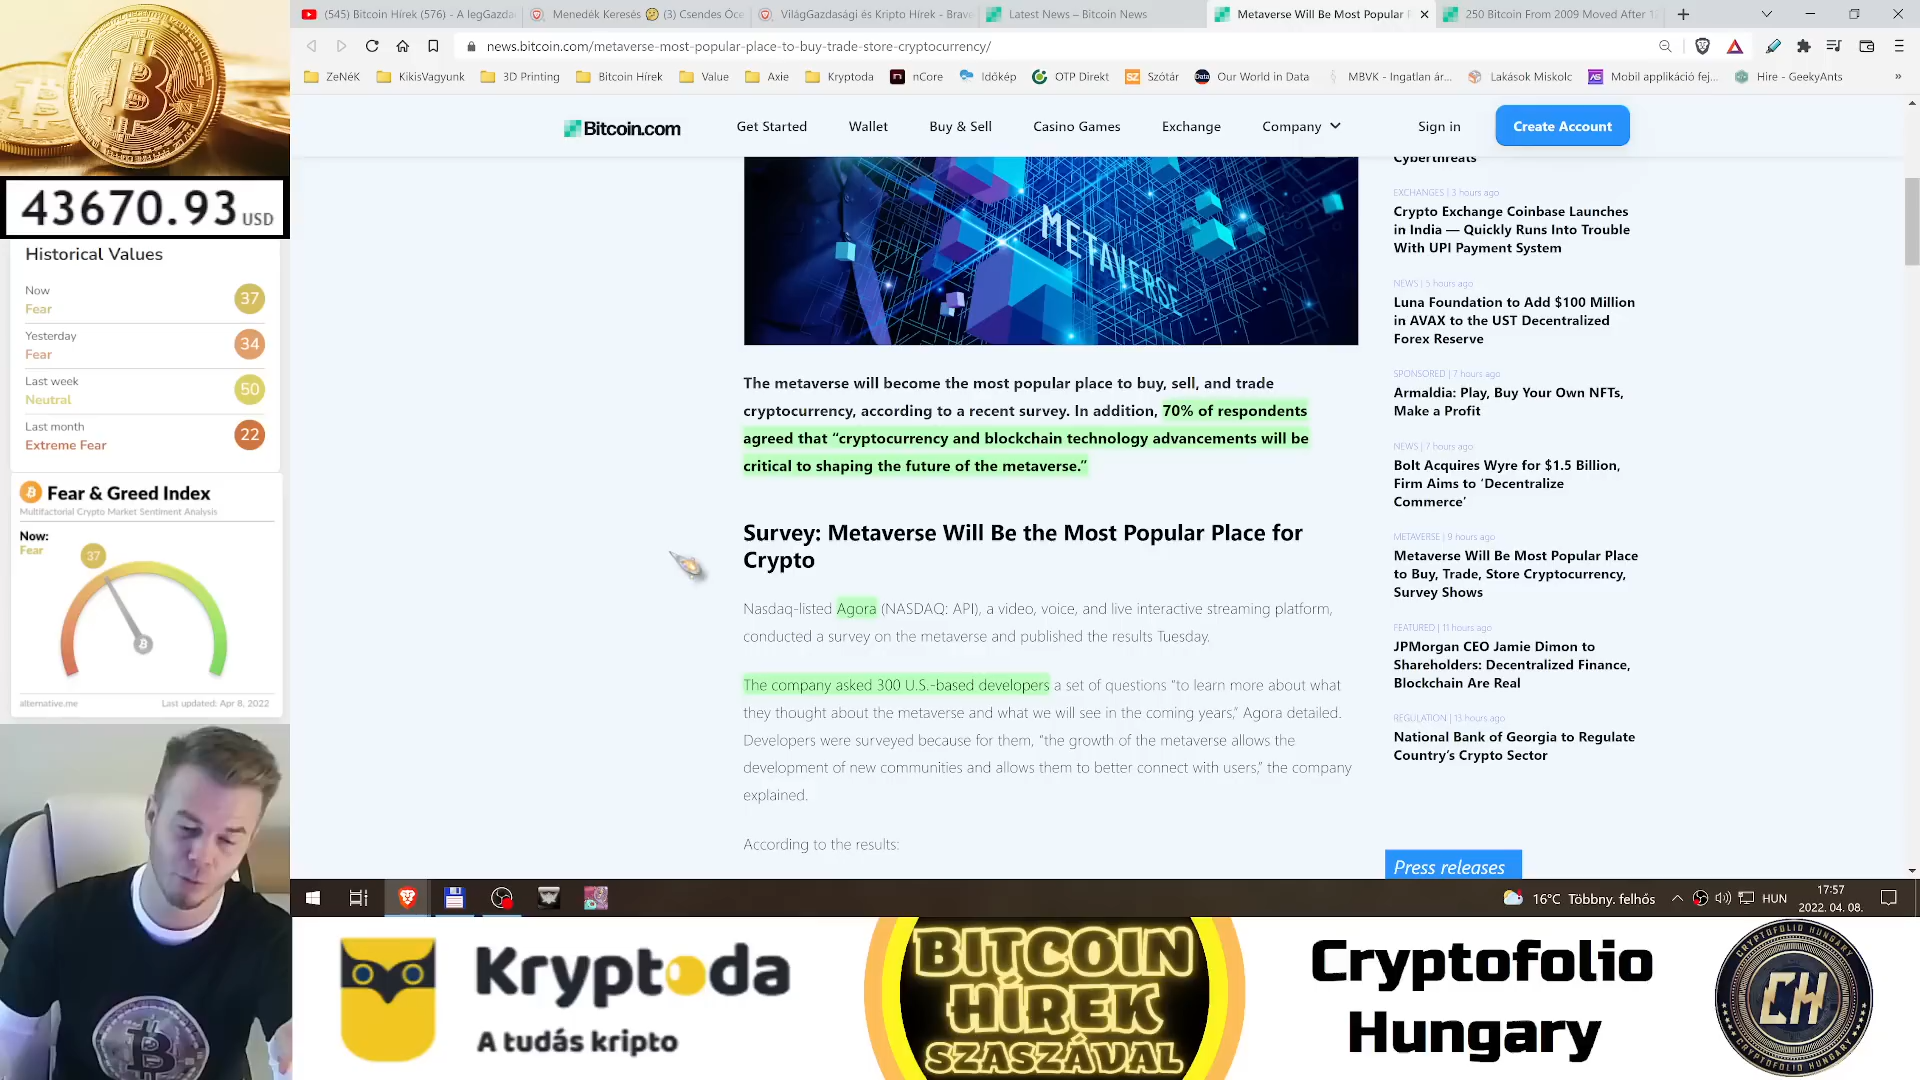 (545) Bitcoin Hírek (576) - A legGazda
Menedék Keresés 🤔 (3) Csendes Óce
VilágGazdasági és Kripto Hírek - Brave
Latest News – Bitcoin News
Metaverse Will Be Most Popular P
250 Bitcoin From 2009 Moved After 1
news.bitcoin.com/metaverse-most-popular-place-to-buy-trade-store-cryptocurrency/
ZeNéK
KikisVagyunk
3D Printing
Bitcoin Hírek
Value
Axie
Kryptoda
nCore
Időkép
OTP Direkt
Szótár
Our World in Data
MBVK - Ingatlan ár...
Lakások Miskolc
Mobil applikáció fej...
Hire - GeekyAnts
»
Bitcoin.com
Get Started
Wallet
Buy & Sell
Casino Games
Exchange
Company
Sign in
Create Account
METAVERSE
The metaverse will become the most popular place to buy, sell, and trade
cryptocurrency, according to a recent survey. In addition, 70% of respondents
agreed that “cryptocurrency and blockchain technology advancements will be
critical to shaping the future of the metaverse.”
Survey: Metaverse Will Be the Most Popular Place for
Crypto
Nasdaq-listed Agora (NASDAQ: API), a video, voice, and live interactive streaming platform,
conducted a survey on the metaverse and published the results Tuesday.
The company asked 300 U.S.-based developers a set of questions “to learn more about what
they thought about the metaverse and what we will see in the coming years,” Agora detailed.
Developers were surveyed because for them, “the growth of the metaverse allows the
development of new communities and allows them to better connect with users,” the company
explained.
According to the results:
Cyberthreats
EXCHANGES | 3 hours ago
Crypto Exchange Coinbase Launches
in India — Quickly Runs Into Trouble
With UPI Payment System
NEWS | 5 hours ago
Luna Foundation to Add $100 Million
in AVAX to the UST Decentralized
Forex Reserve
SPONSORED | 7 hours ago
Armaldia: Play, Buy Your Own NFTs,
Make a Profit
NEWS | 7 hours ago
Bolt Acquires Wyre for $1.5 Billion,
Firm Aims to ‘Decentralize
Commerce’
METAVERSE | 9 hours ago
Metaverse Will Be Most Popular Place
to Buy, Trade, Store Cryptocurrency,
Survey Shows
FEATURED | 11 hours ago
JPMorgan CEO Jamie Dimon to
Shareholders: Decentralized Finance,
Blockchain Are Real
REGULATION | 13 hours ago
National Bank of Georgia to Regulate
Country’s Crypto Sector
Press releases
43670.93 USD
Historical Values
Now
Fear
37
Yesterday
Fear
34
Last week
Neutral
50
Last month
Extreme Fear
22
Fear & Greed Index
Multifactorial Crypto Market Sentiment Analysis
Now:
Fear
37
alternative.me
Last updated: Apr 8, 2022
16°C Többny. felhős
HUN
17:57
2022. 04. 08.
Kryptoda
A tudás kripto
BITCOIN
HÍREK
SZASZÁVAL
Cryptofolio
Hungary
CRYPTOFOLIO HUNGARY
CH
CRYPTOFOLIO HUNGARY